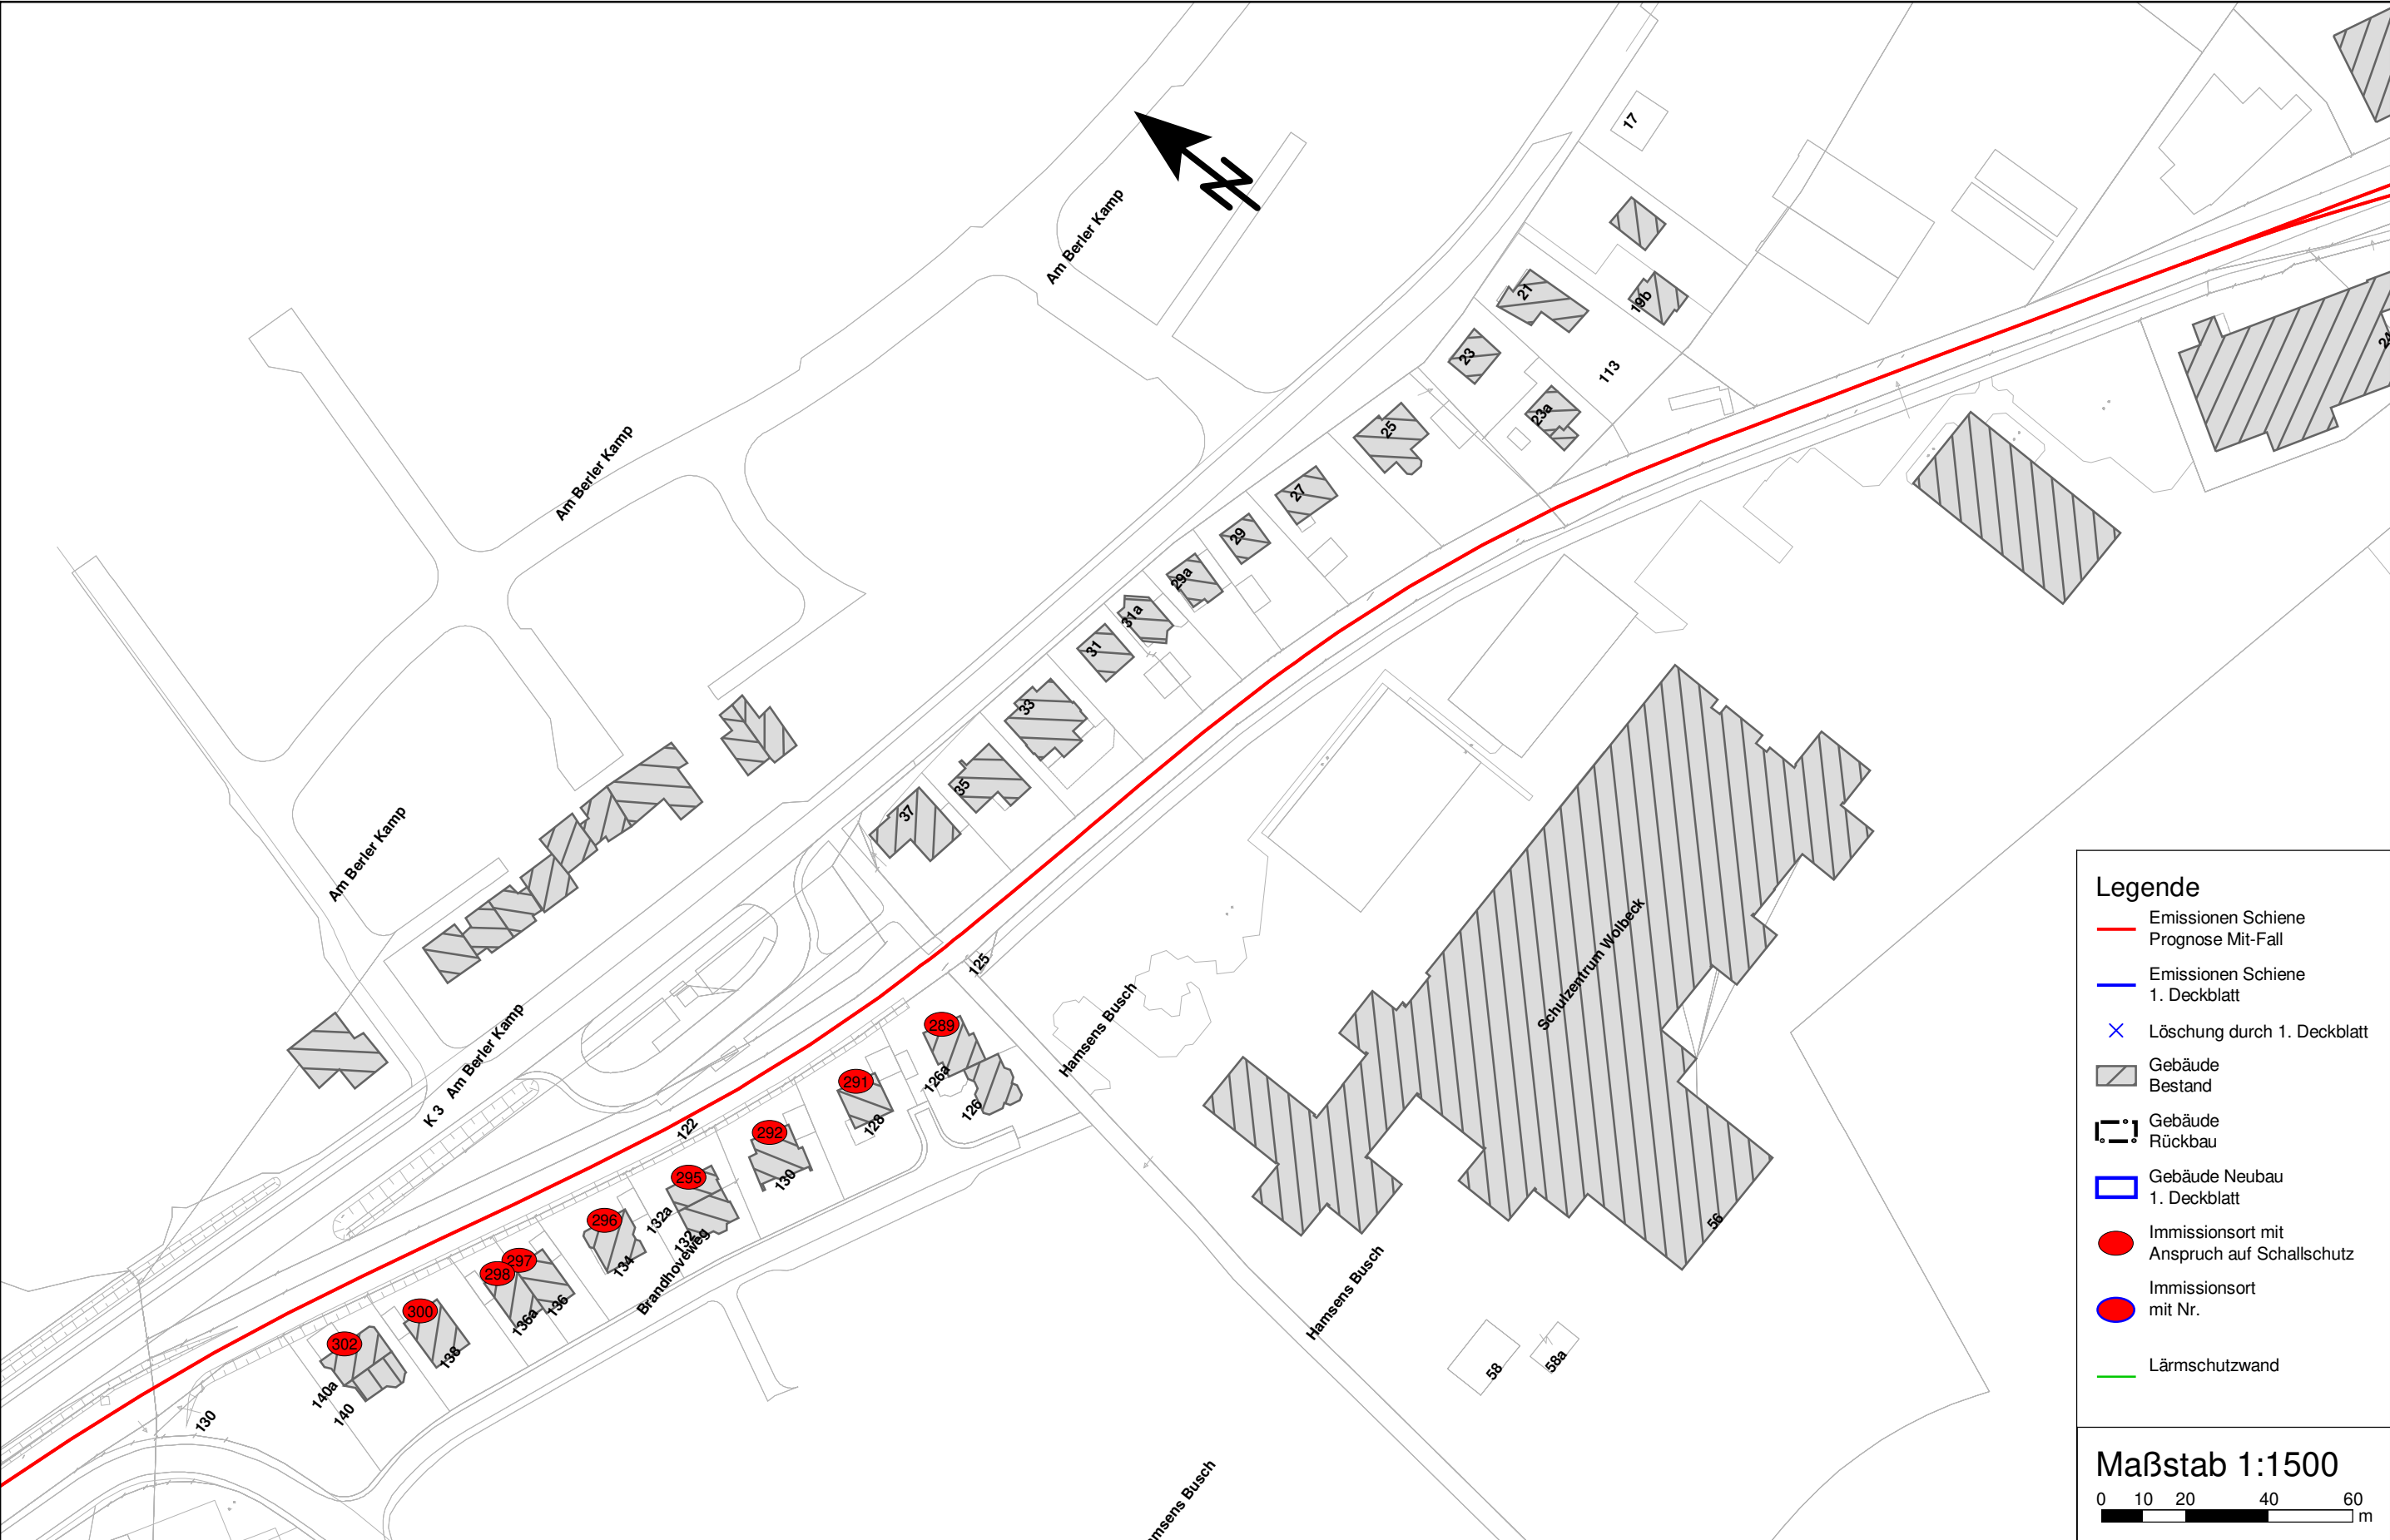 17
Am Berler Kamp
21
19b
23
113
24
23a
25
Am Berler Kamp
27
29
29a
31a
31
33
35
37
Am Berler Kamp
Schulzentrum Wolbeck
125
Hamsens Busch
289
126a
126
K 3
Am Berler Kamp
291
128
122
292
130
295
132a
132
Brandhoveweg
296
134
297
298
136
136a
300
138
302
140a
140
130
56
Hamsens Busch
58
58a
amsens Busch
Legende
Emissionen Schiene
Prognose Mit-Fall
Emissionen Schiene
1. Deckblatt
Löschung durch 1. Deckblatt
Gebäude
Bestand
Gebäude
Rückbau
Gebäude Neubau
1. Deckblatt
Immissionsort mit
Anspruch auf Schallschutz
Immissionsort
mit Nr.
Lärmschutzwand
Maßstab 1:1500
0 10 20 40 60
m
N